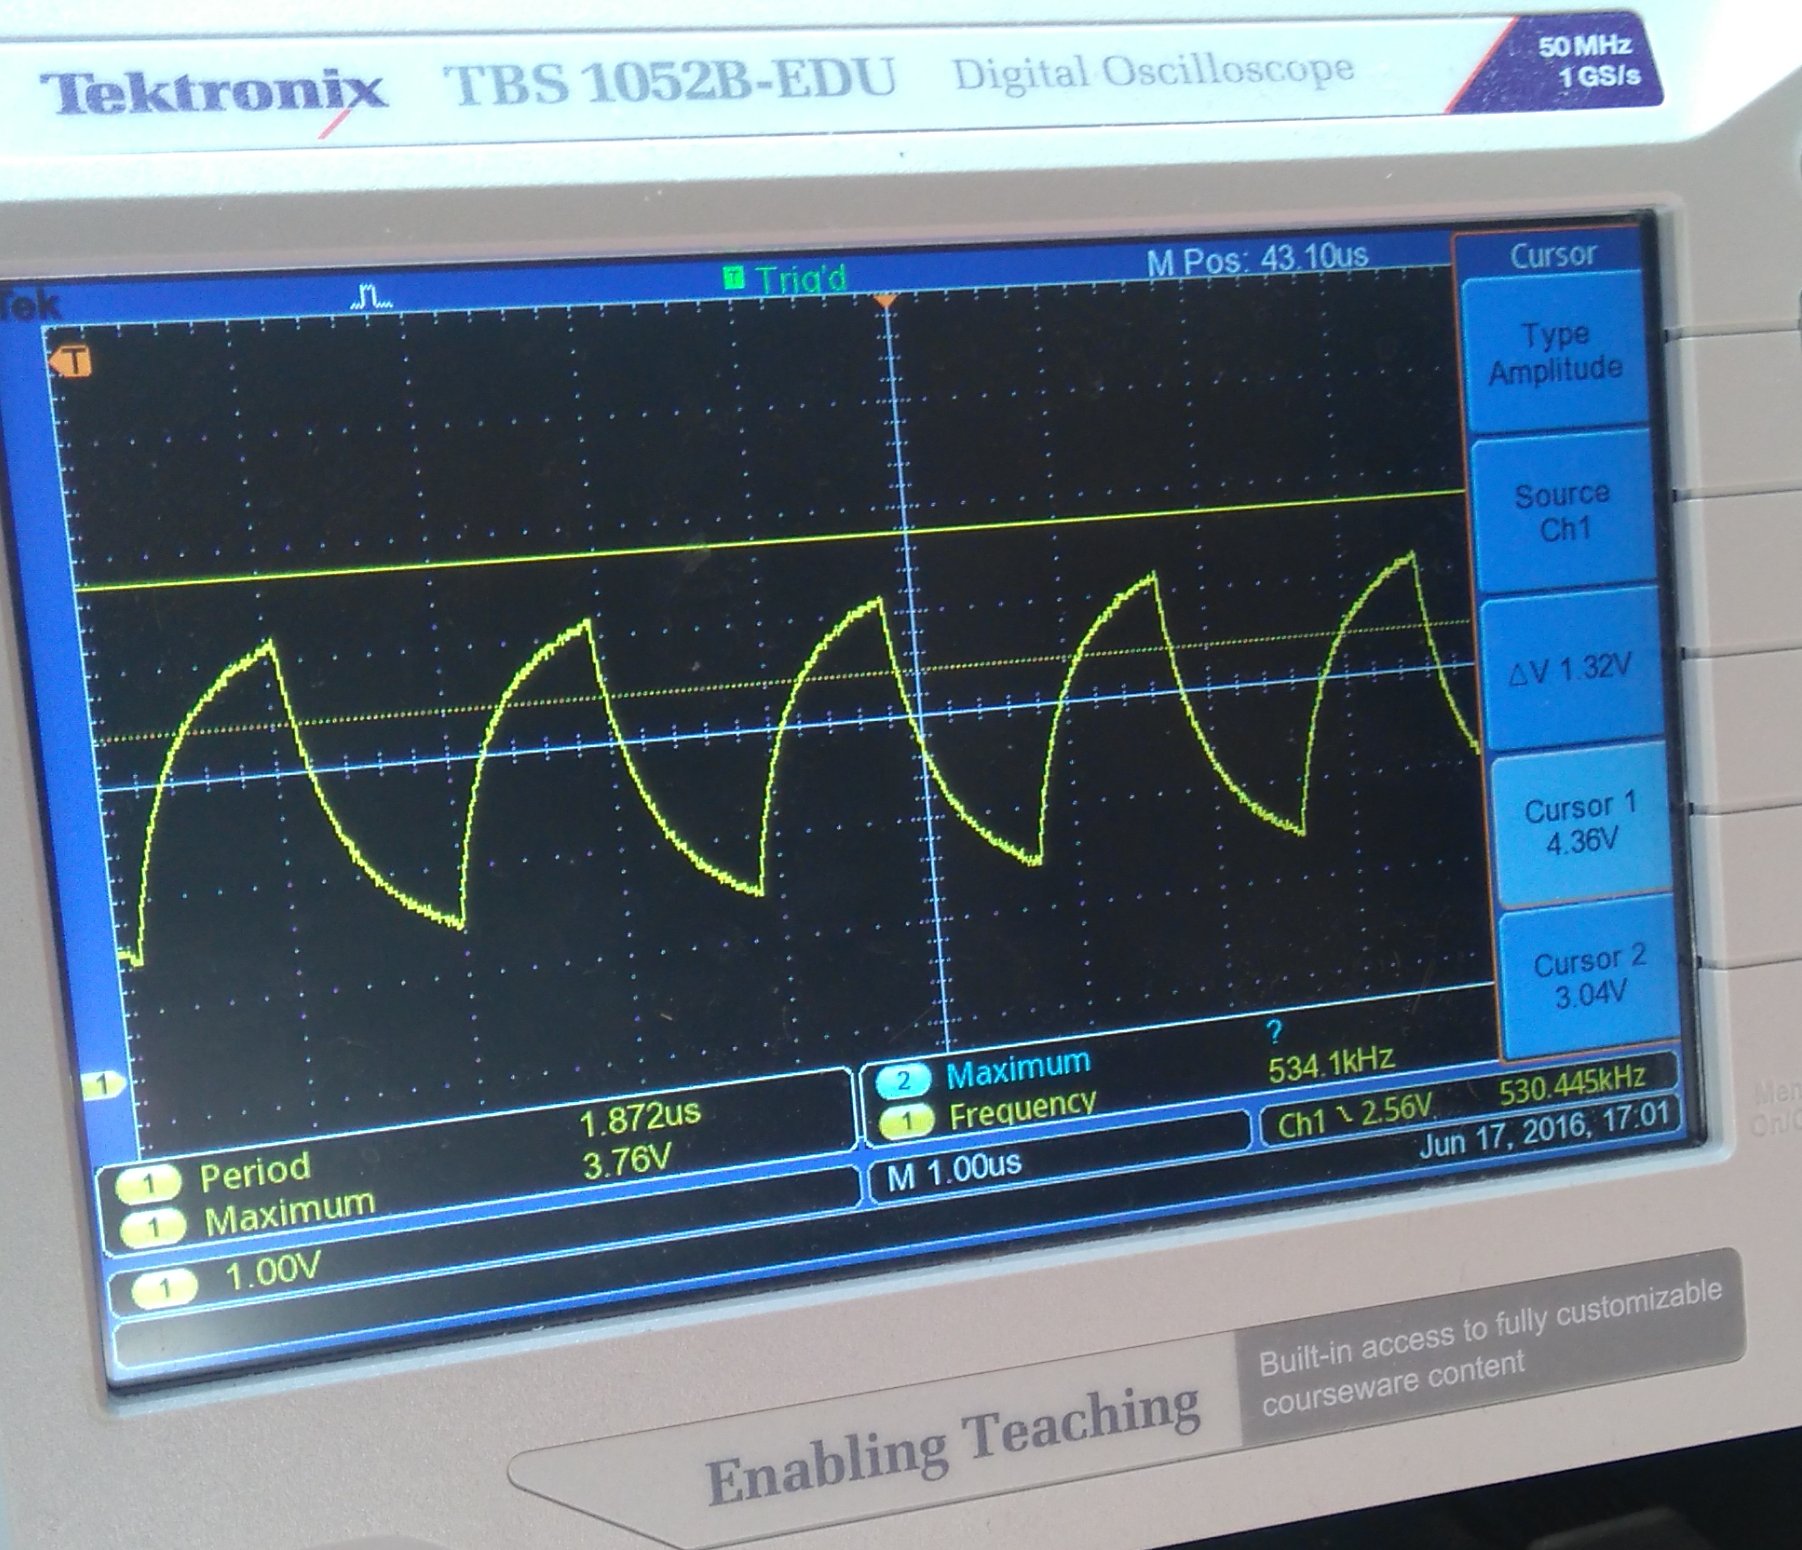 Tektronix TBS 1052B-EDU Digital Oscilloscope
50 MHz
1 GS/s
Tek
T Trig'd M Pos: 43.10us
Cursor
T
Type
Amplitude
Source
Ch1
ΔV 1.32V
Cursor 1
4.36V
Cursor 2
3.04V
1
1 Period 1.872us
1 Maximum 3.76V
2 Maximum ?
1 Frequency 534.1kHz
1 1.00V
M 1.00us
Ch1 \ 2.56V 530.445kHz
Jun 17, 2016, 17:01
Enabling Teaching
Built-in access to fully customizable
courseware content